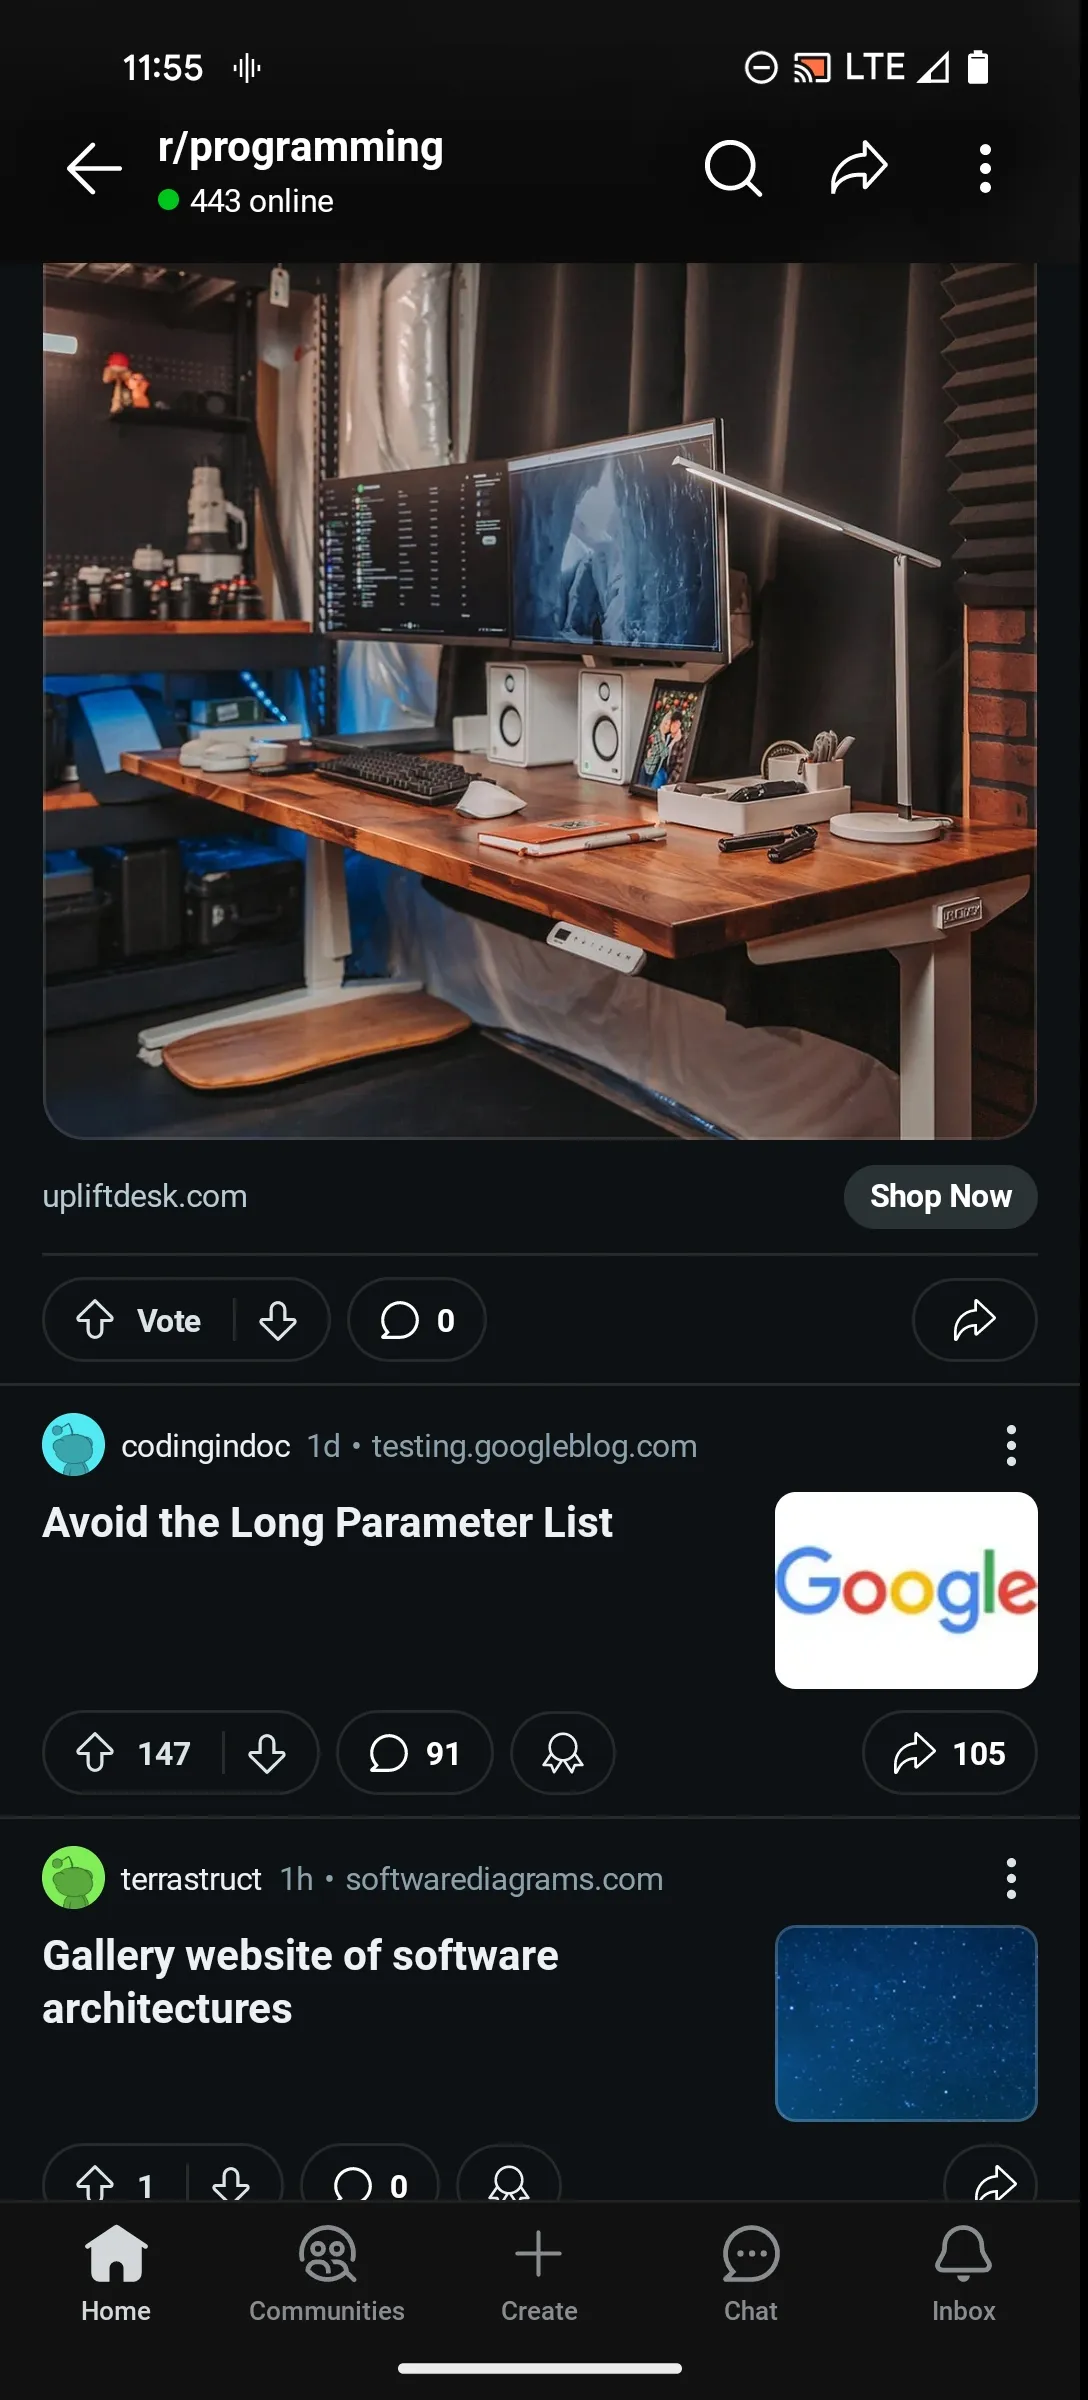 11:55
LTE
r/programming
443 online
upliftdesk.com
Shop Now
Vote
0
codingindoc 1d • testing.googleblog.com
Avoid the Long Parameter List
Google
147
91
105
terrastruct 1h • softwarediagrams.com
Gallery website of software
architectures
1
0
Home
Communities
Create
Chat
Inbox